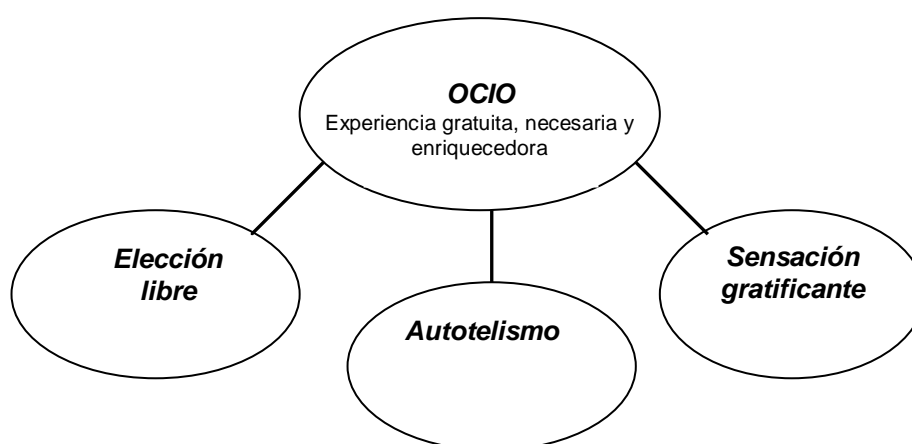 OCIO
Experiencia gratuita, necesaria y
enriquecedora
Elección
libre
Autotelismo
Sensación
gratificante